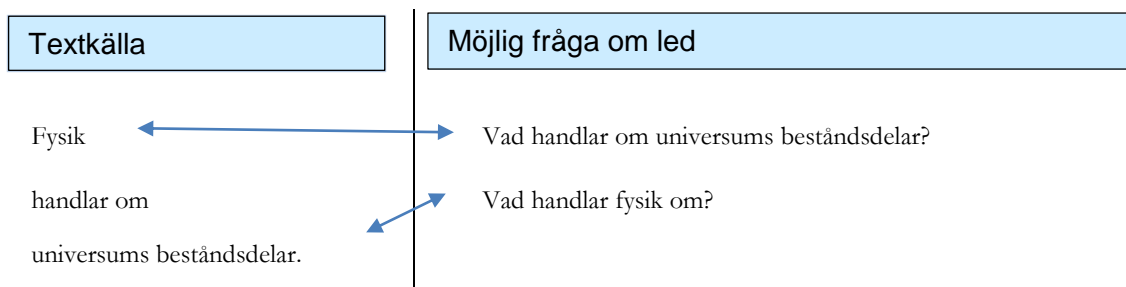 Textkälla
Möjlig fråga om led
Fysik
Vad handlar om universums beståndsdelar?
handlar om
Vad handlar fysik om?
universums beståndsdelar.